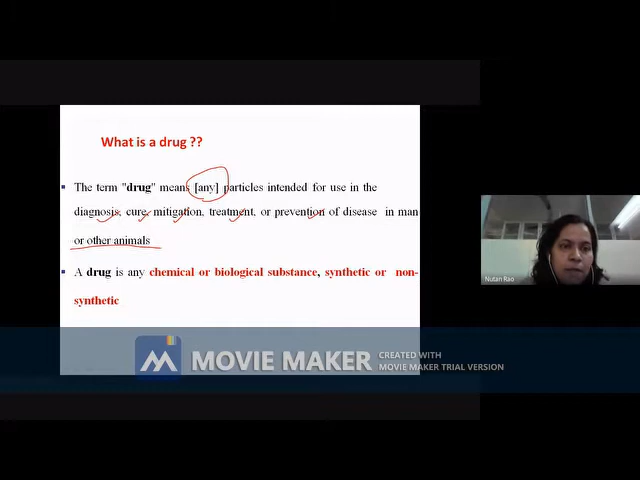 What is a drug ??
▪ The term "drug" means [any] particles intended for use in the
diagnosis, cure, mitigation, treatment, or prevention of disease in man
or other animals
▪ A drug is any chemical or biological substance, synthetic or non-
synthetic
Nutan Rao
MOVIE MAKER
CREATED WITH
MOVIE MAKER TRIAL VERSION